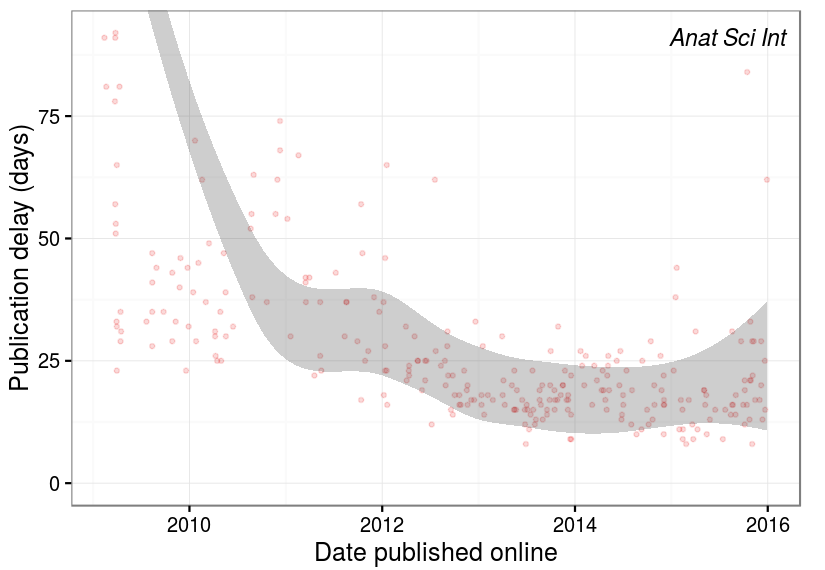 Anat Sci Int
Publication delay (days)
75
50
25
0
2010 2012 2014 2016
Date published online